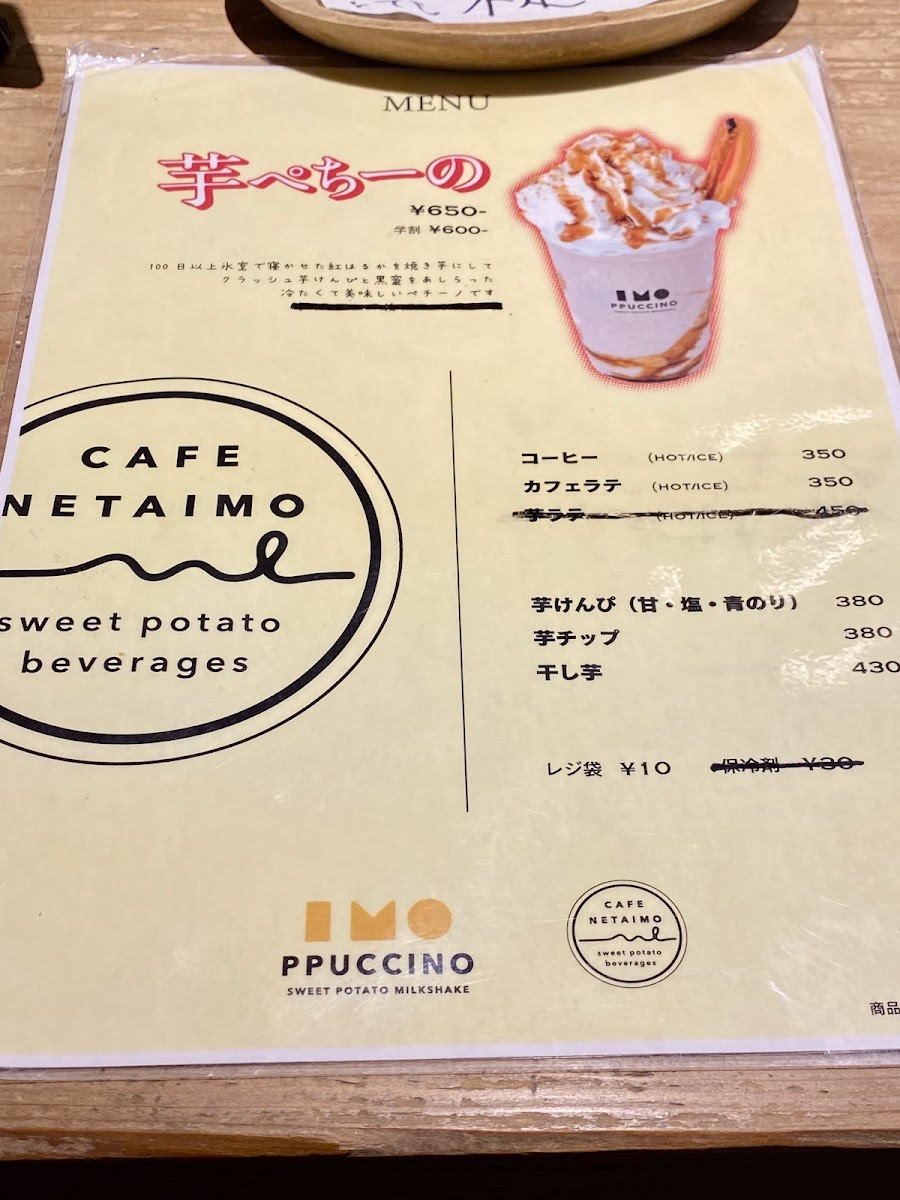 MENU
芋ぺちーの
¥650-
学割 ¥600-
100日以上氷室で寝かせた紅はるかを焼き芋にして
クラッシュ芋けんぴと黒蜜をあしらった
冷たくて美味しいペチーノです
IMO
PPUCCINO
SWEET POTATO MILKSHAKE
CAFE
NETAIMO
sweet potato
beverages
コーヒー (HOT/ICE) 350
カフェラテ (HOT/ICE) 350
芋ラテ (HOT/ICE) 450
芋けんぴ（甘・塩・青のり） 380
芋チップ 380
干し芋 430
レジ袋 ¥10 保冷剤 ¥30
IMO
PPUCCINO
SWEET POTATO MILKSHAKE
CAFE
NETAIMO
sweet potato
beverages
商品